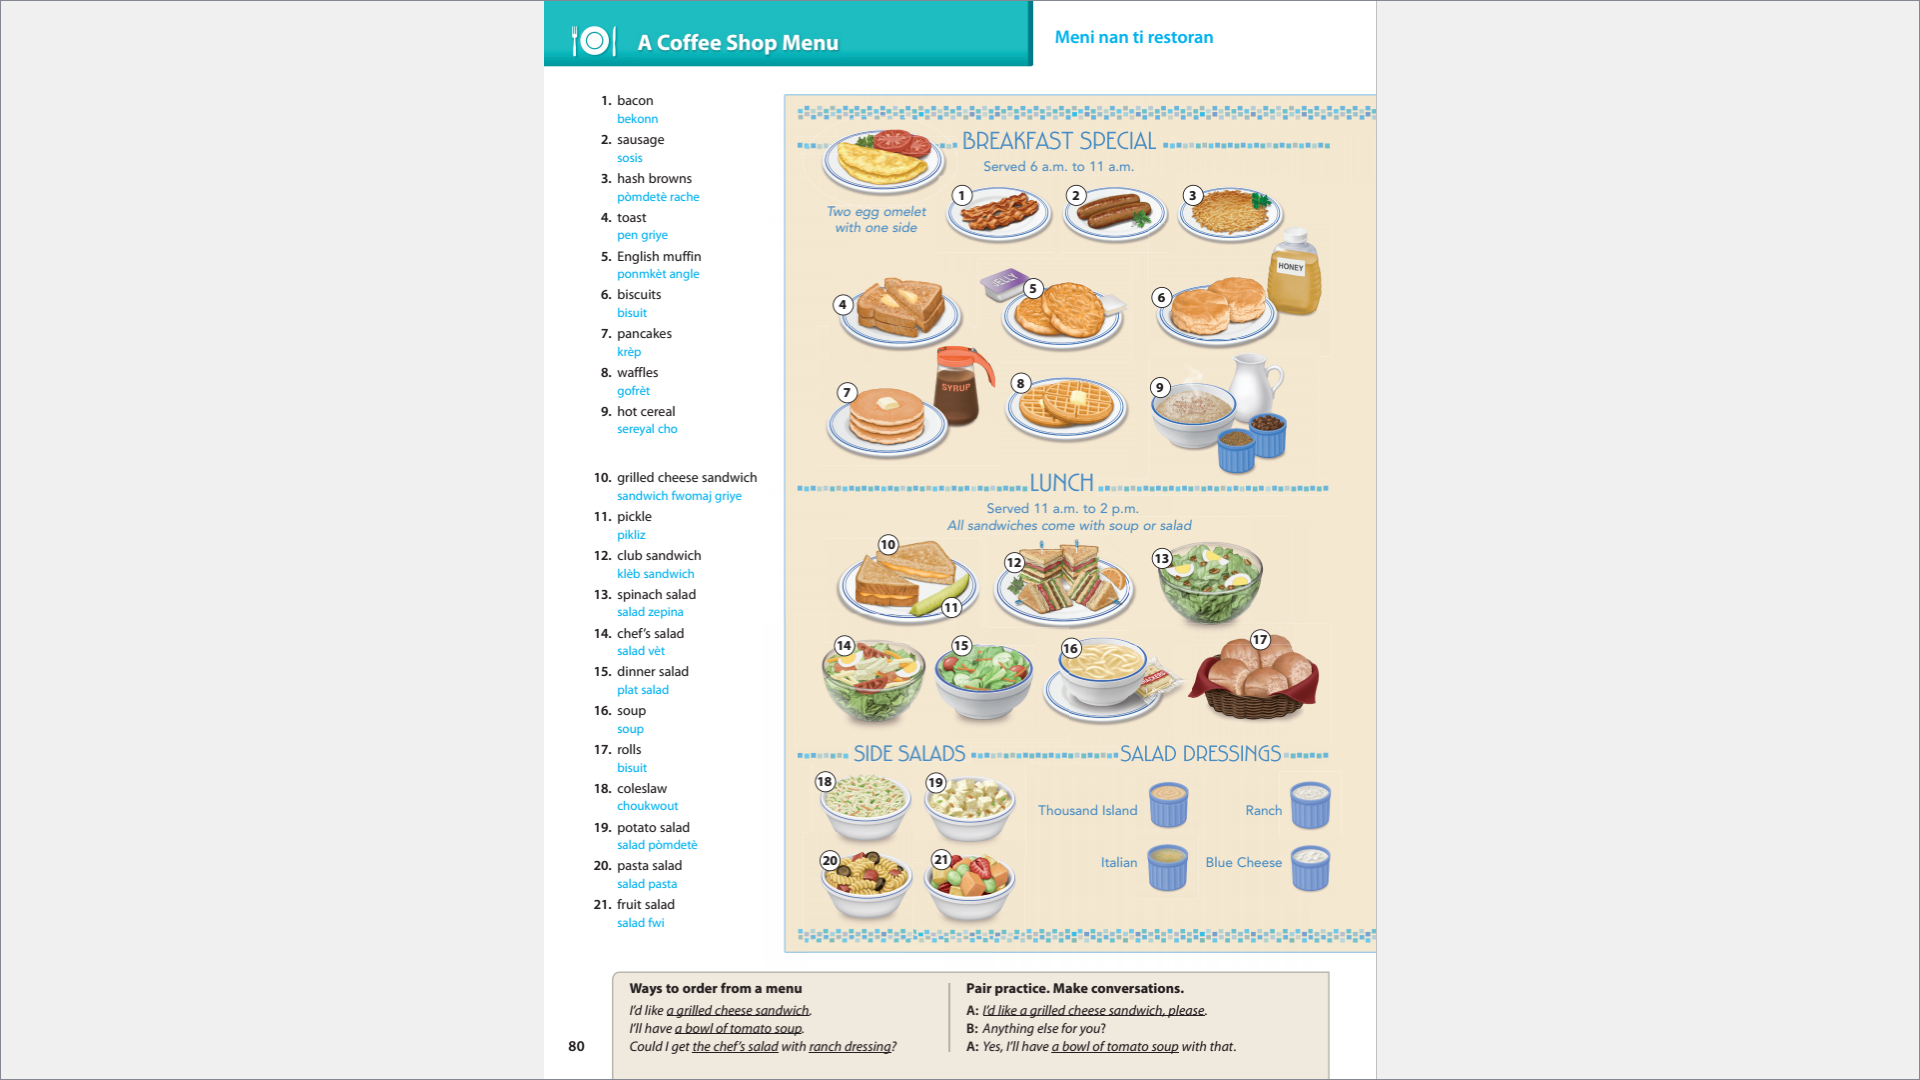 A Coffee Shop Menu
Meni nan ti restoran
1. bacon
bekonn
2. sausage
sosis
3. hash browns
pòmdetè rache
4. toast
pen griye
5. English muffin
ponmkèt angle
6. biscuits
bisuit
7. pancakes
krèp
8. waffles
gofrèt
9. hot cereal
sereyal cho
10. grilled cheese sandwich
sandwich fwomaj griye
11. pickle
pikliz
12. club sandwich
klèb sandwich
13. spinach salad
salad zepina
14. chef's salad
salad vèt
15. dinner salad
plat salad
16. soup
soup
17. rolls
bisuit
18. coleslaw
choukwout
19. potato salad
salad pòmdetè
20. pasta salad
salad pasta
21. fruit salad
salad fwi
BREAKFAST SPECIAL
Served 6 a.m. to 11 a.m.
Two egg omelet
with one side
1
2
3
HONEY
JELLY
4
5
6
SYRUP
7
8
9
LUNCH
Served 11 a.m. to 2 p.m.
All sandwiches come with soup or salad
10
11
12
13
14
15
16
CRACKERS
17
SIDE SALADS
SALAD DRESSINGS
18
19
Thousand Island
Ranch
20
21
Italian
Blue Cheese
Ways to order from a menu
I'd like a grilled cheese sandwich.
I'll have a bowl of tomato soup.
Could I get the chef's salad with ranch dressing?
Pair practice. Make conversations.
A: I'd like a grilled cheese sandwich, please.
B: Anything else for you?
A: Yes, I'll have a bowl of tomato soup with that.
80